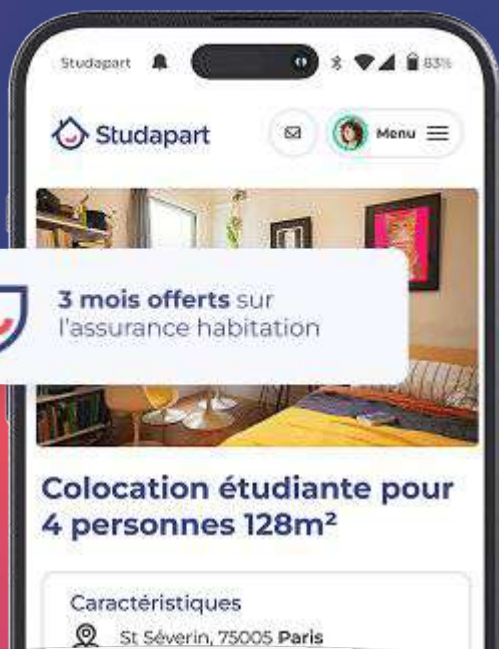 Studapart 83%
Studapart Menu
3 mois offerts sur
l'assurance habitation
Colocation étudiante pour
4 personnes 128m²
Caractéristiques
St Séverin, 75005 Paris